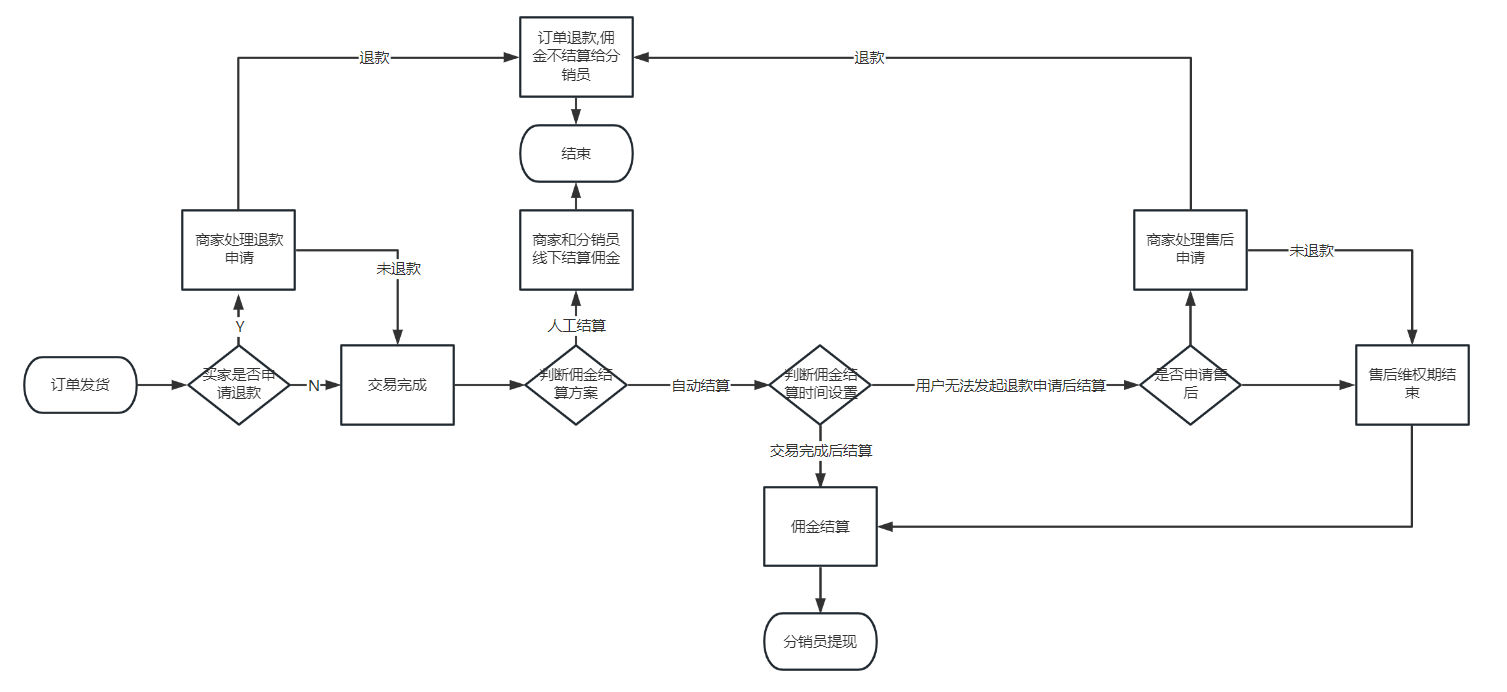 订单退款,佣
金不结算给分
销员
退款
退款
结束
商家处理退款
申请
未退款
商家和分销员
线下结算佣金
商家处理售后
申请
未退款
Y
人工结算
订单发货
买家是否申
请退款
N
交易完成
判断佣金结
算方案
自动结算
判断佣金结
算时间设置
用户无法发起退款申请后结算
是否申请售
后
售后维权期结
束
交易完成后结算
佣金结算
分销员提现